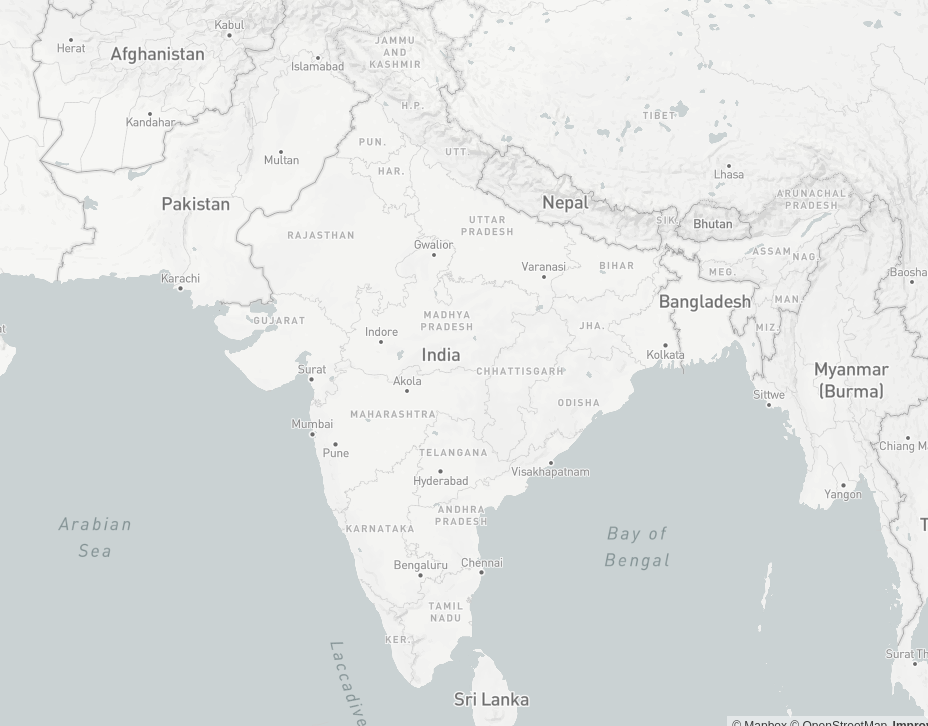 Kabul
Herat
Afghanistan
JAMMU
AND
KASHMIR
Islamabad
H.P.
Kandahar
TIBET
PUN.
UTT.
Multan
HAR.
Lhasa
Pakistan
Nepal
ARUNACHAL
PRADESH
SIK.
Bhutan
UTTAR
PRADESH
RAJASTHAN
Gwalior
ASSAM
NAG.
Varanasi
BIHAR
MEG.
Baosha
Karachi
Bangladesh
MAN.
GUJARAT
MADHYA
PRADESH
Indore
JHA.
MIZ.
India
Kolkata
Surat
CHHATTISGARH
Myanmar
(Burma)
Akola
Sittwe
ODISHA
MAHARASHTRA
Mumbai
Pune
TELANGANA
Chiang M
Visakhapatnam
Hyderabad
Yangon
ANDHRA
PRADESH
Arabian
Sea
KARNATAKA
T
Bay of
Bengal
Bengaluru
Chennai
TAMIL
NADU
KER.
Laccadive
Surat Th
Sri Lanka
© Mapbox © OpenStreetMap Improv